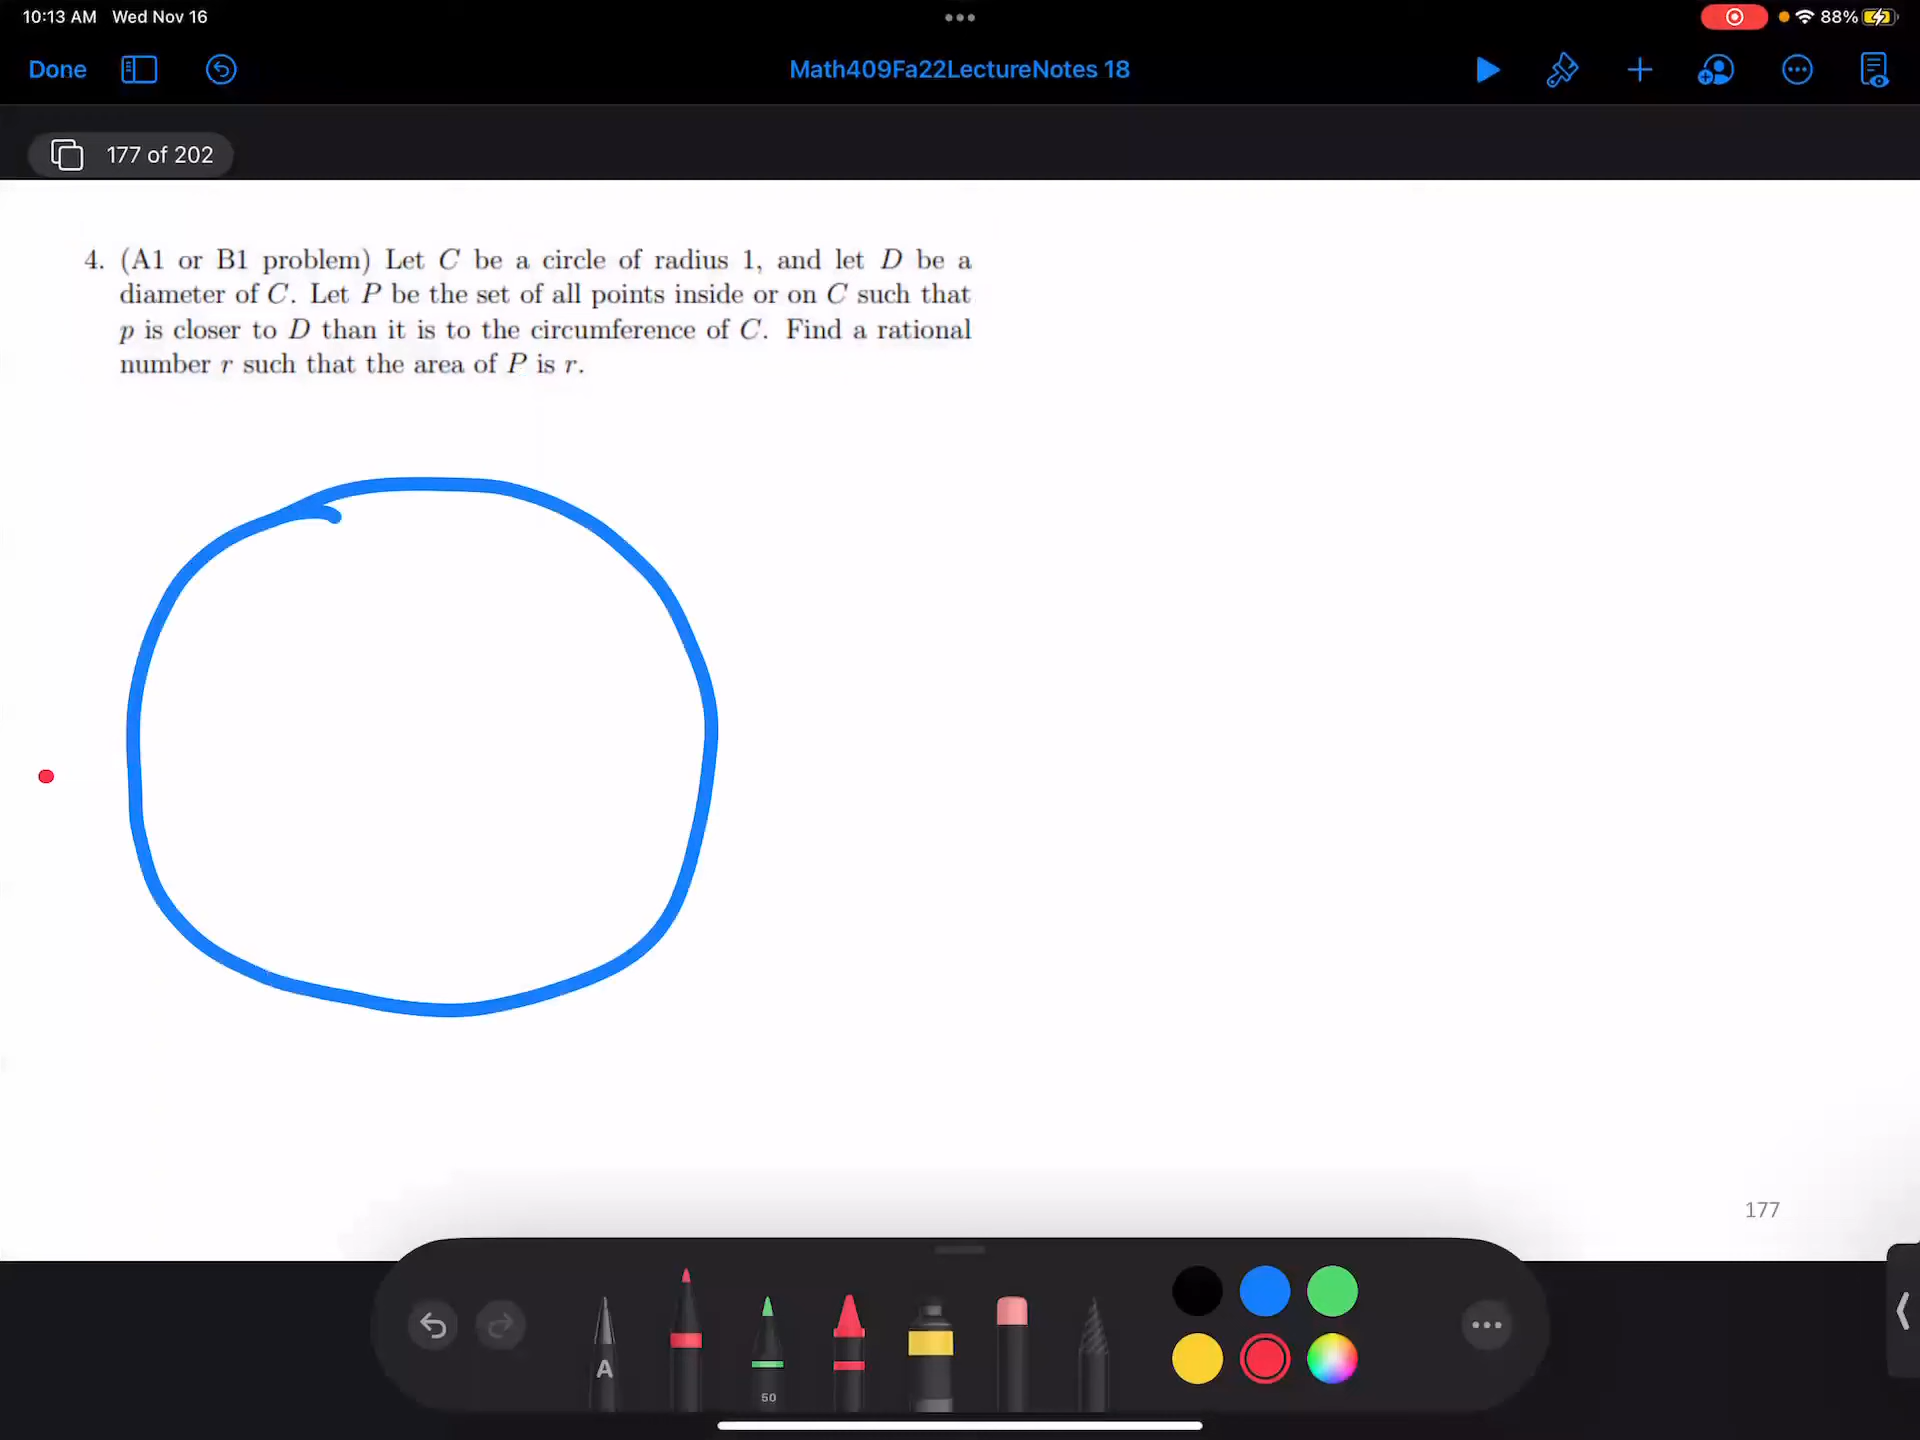 10:13 AM Wed Nov 16
88%
Done
Math409Fa22LectureNotes 18
177 of 202
4. (A1 or B1 problem) Let C be a circle of radius 1, and let D be a
diameter of C. Let P be the set of all points inside or on C such that
p is closer to D than it is to the circumference of C. Find a rational
number r such that the area of P is r.
177
A
50